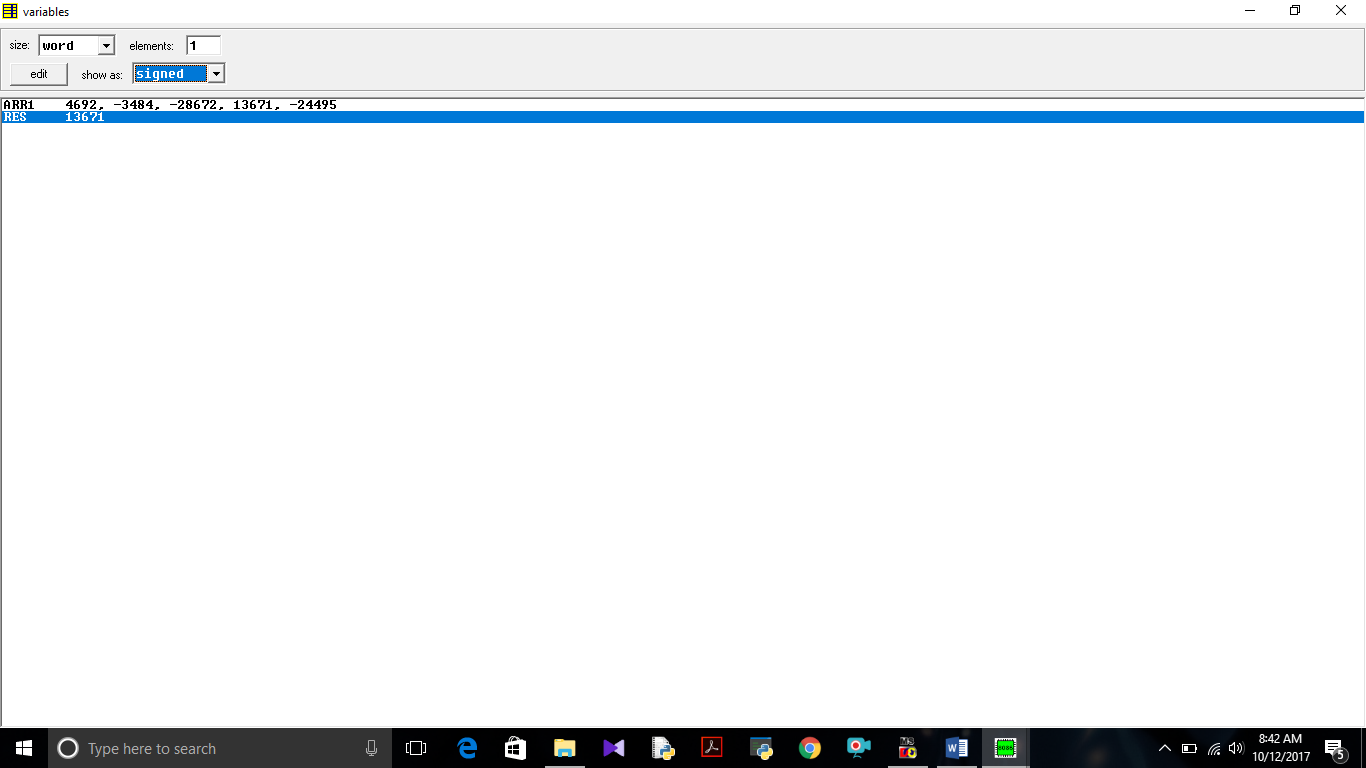 variables
size: word elements: 1
edit show as: signed
ARR1 4692, -3484, -28672, 13671, -24495
RES 13671
Type here to search
8:42 AM
10/12/2017
5